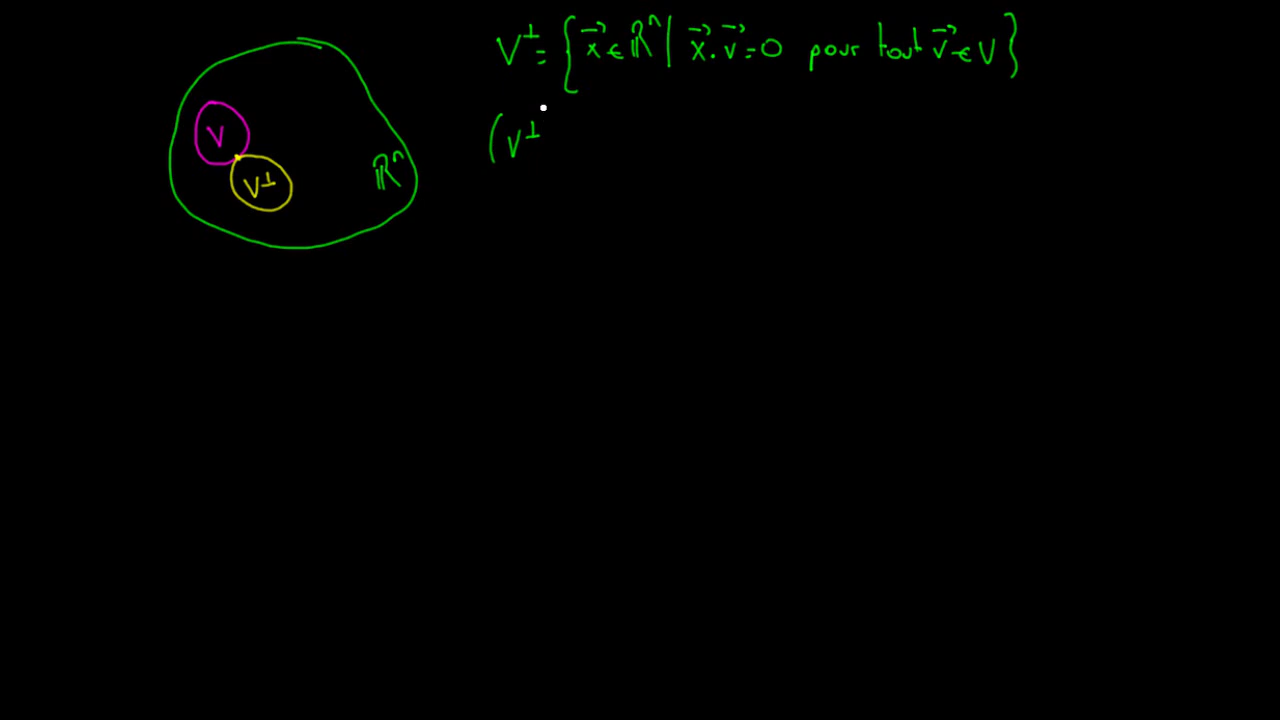 V⊥ = { x⃗ ∈ ℝⁿ | x⃗ . v⃗ = 0 pour tout v⃗ ∈ V }
(V⊥
V
V⊥
ℝⁿ